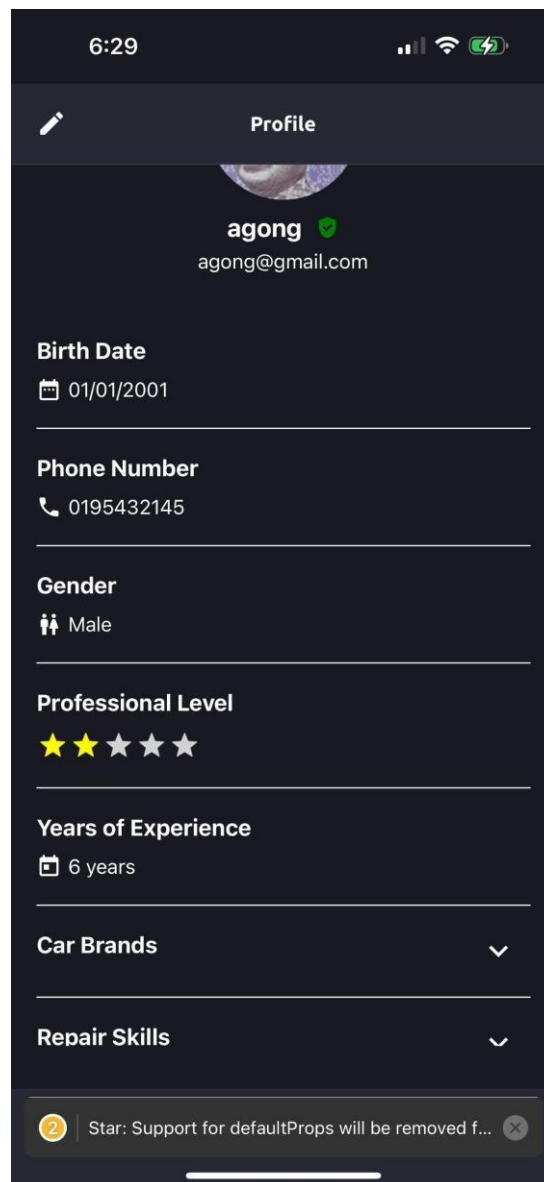 6:29
Profile
agong
agong@gmail.com
Birth Date
01/01/2001
Phone Number
0195432145
Gender
Male
Professional Level
Years of Experience
6 years
Car Brands
Repair Skills
2 Star: Support for defaultProps will be removed f...